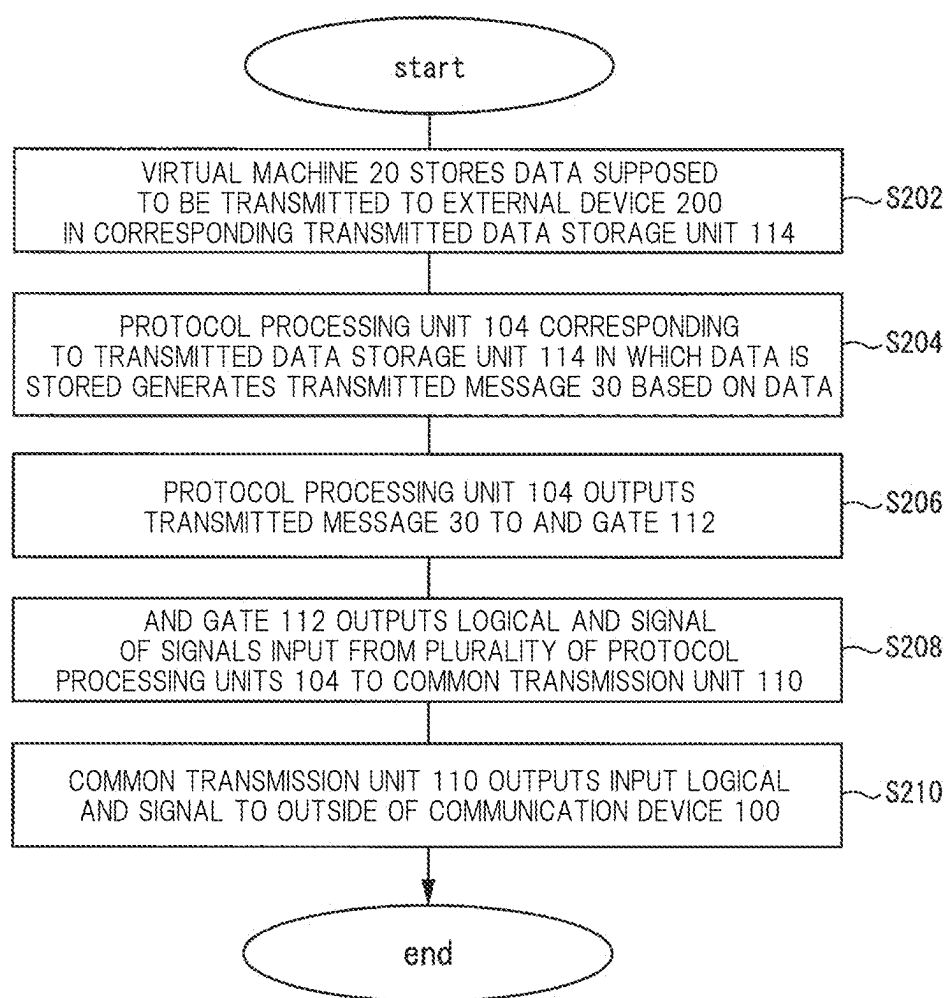 start
VIRTUAL MACHINE 20 STORES DATA SUPPOSED
TO BE TRANSMITTED TO EXTERNAL DEVICE 200
IN CORRESPONDING TRANSMITTED DATA STORAGE UNIT 114
S202
PROTOCOL PROCESSING UNIT 104 CORRESPONDING
TO TRANSMITTED DATA STORAGE UNIT 114 IN WHICH DATA IS
STORED GENERATES TRANSMITTED MESSAGE 30 BASED ON DATA
S204
PROTOCOL PROCESSING UNIT 104 OUTPUTS
TRANSMITTED MESSAGE 30 TO AND GATE 112
S206
AND GATE 112 OUTPUTS LOGICAL AND SIGNAL
OF SIGNALS INPUT FROM PLURALITY OF PROTOCOL
PROCESSING UNITS 104 TO COMMON TRANSMISSION UNIT 110
S208
COMMON TRANSMISSION UNIT 110 OUTPUTS INPUT LOGICAL
AND SIGNAL TO OUTSIDE OF COMMUNICATION DEVICE 100
S210
end